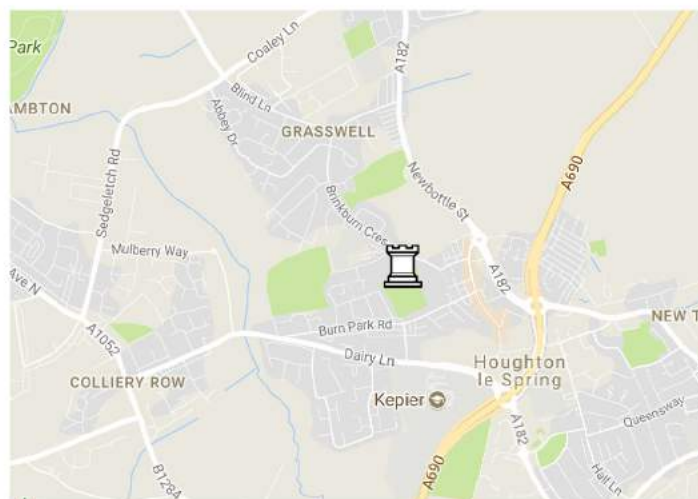 Park
Coaley Ln
AMBTON
Blind Ln
A182
Abbey Dr
GRASSWELL
A690
Sedgeletch Rd
Newbottle St
Brinkburn Cres
Mulberry Way
Ave N
A182
A1052
Burn Park Rd
NEW T
Dairy Ln
Houghton
le Spring
COLLIERY ROW
Kepier
Queensway
A182
Half Ln
A690
B1284